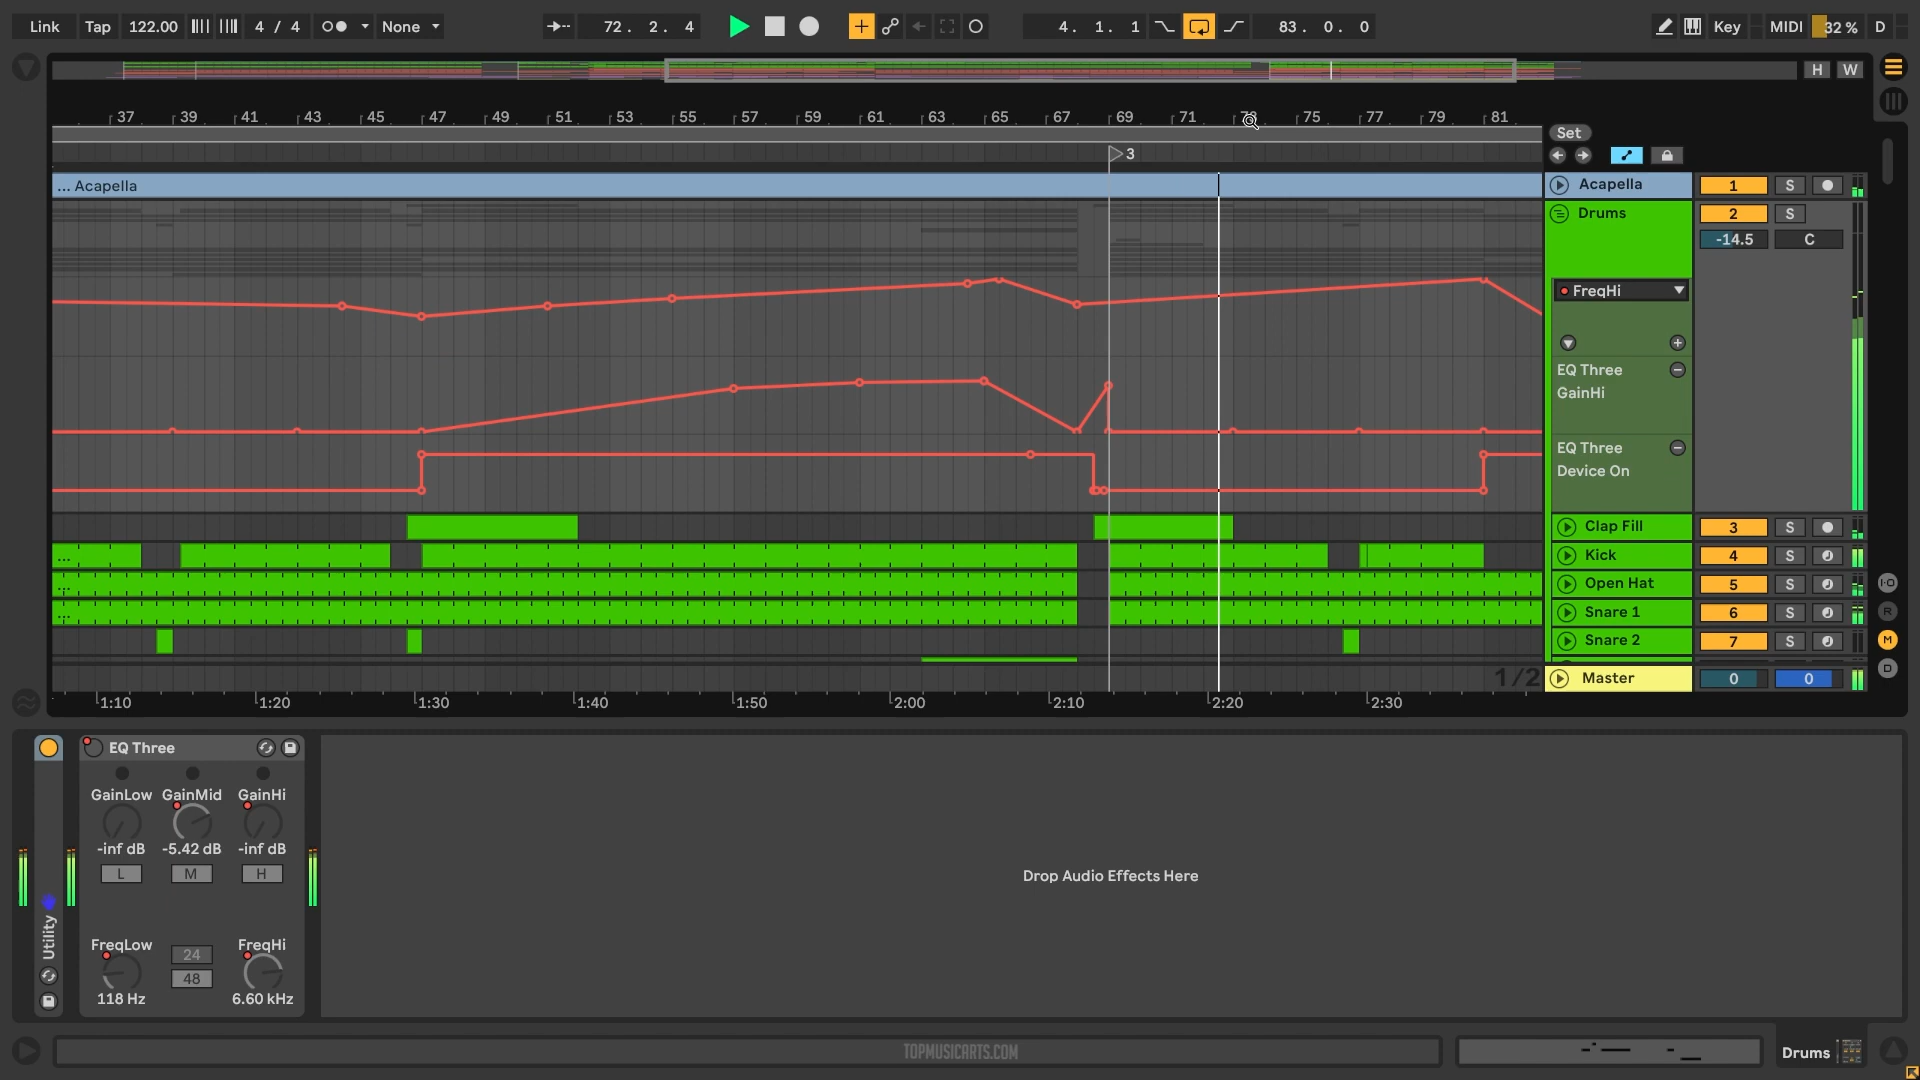 Link Tap 122.00 4 / 4 None 72. 2. 4 4. 1. 1 83. 0. 0 Key MIDI 32 % D
H W
37 39 41 43 45 47 49 51 53 55 57 59 61 63 65 67 69 71 75 77 79 81
Set
3
... Acapella
Acapella 1 S
Drums 2 S
-14.5 C
FreqHi
EQ Three
GainHi
EQ Three
Device On
Clap Fill 3 S
... Kick 4 S
... Open Hat 5 S
I·O
... Snare 1 6 S
R
Snare 2 7 S
M
D
1/2 Master 0 0
1:10 1:20 1:30 1:40 1:50 2:00 2:10 2:20 2:30
EQ Three
GainLow GainMid GainHi
-inf dB -5.42 dB -inf dB
L M H
Drop Audio Effects Here
Utility
FreqLow 24 FreqHi
48
118 Hz 6.60 kHz
TOPMUSICARTS.COM
Drums